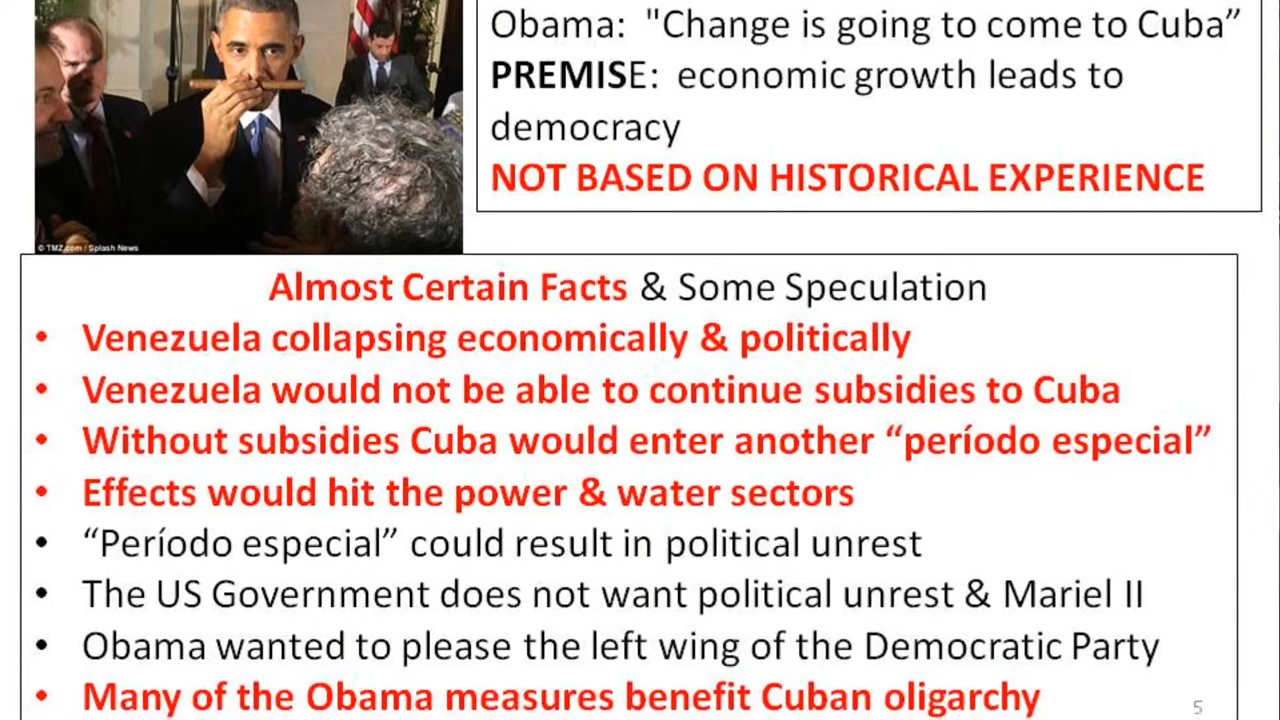 Obama: "Change is going to come to Cuba”
PREMISE: economic growth leads to
democracy
NOT BASED ON HISTORICAL EXPERIENCE
© TMZ.com / Splash News
Almost Certain Facts & Some Speculation
• Venezuela collapsing economically & politically
• Venezuela would not be able to continue subsidies to Cuba
• Without subsidies Cuba would enter another “período especial”
• Effects would hit the power & water sectors
• “Período especial” could result in political unrest
• The US Government does not want political unrest & Mariel II
• Obama wanted to please the left wing of the Democratic Party
• Many of the Obama measures benefit Cuban oligarchy
5